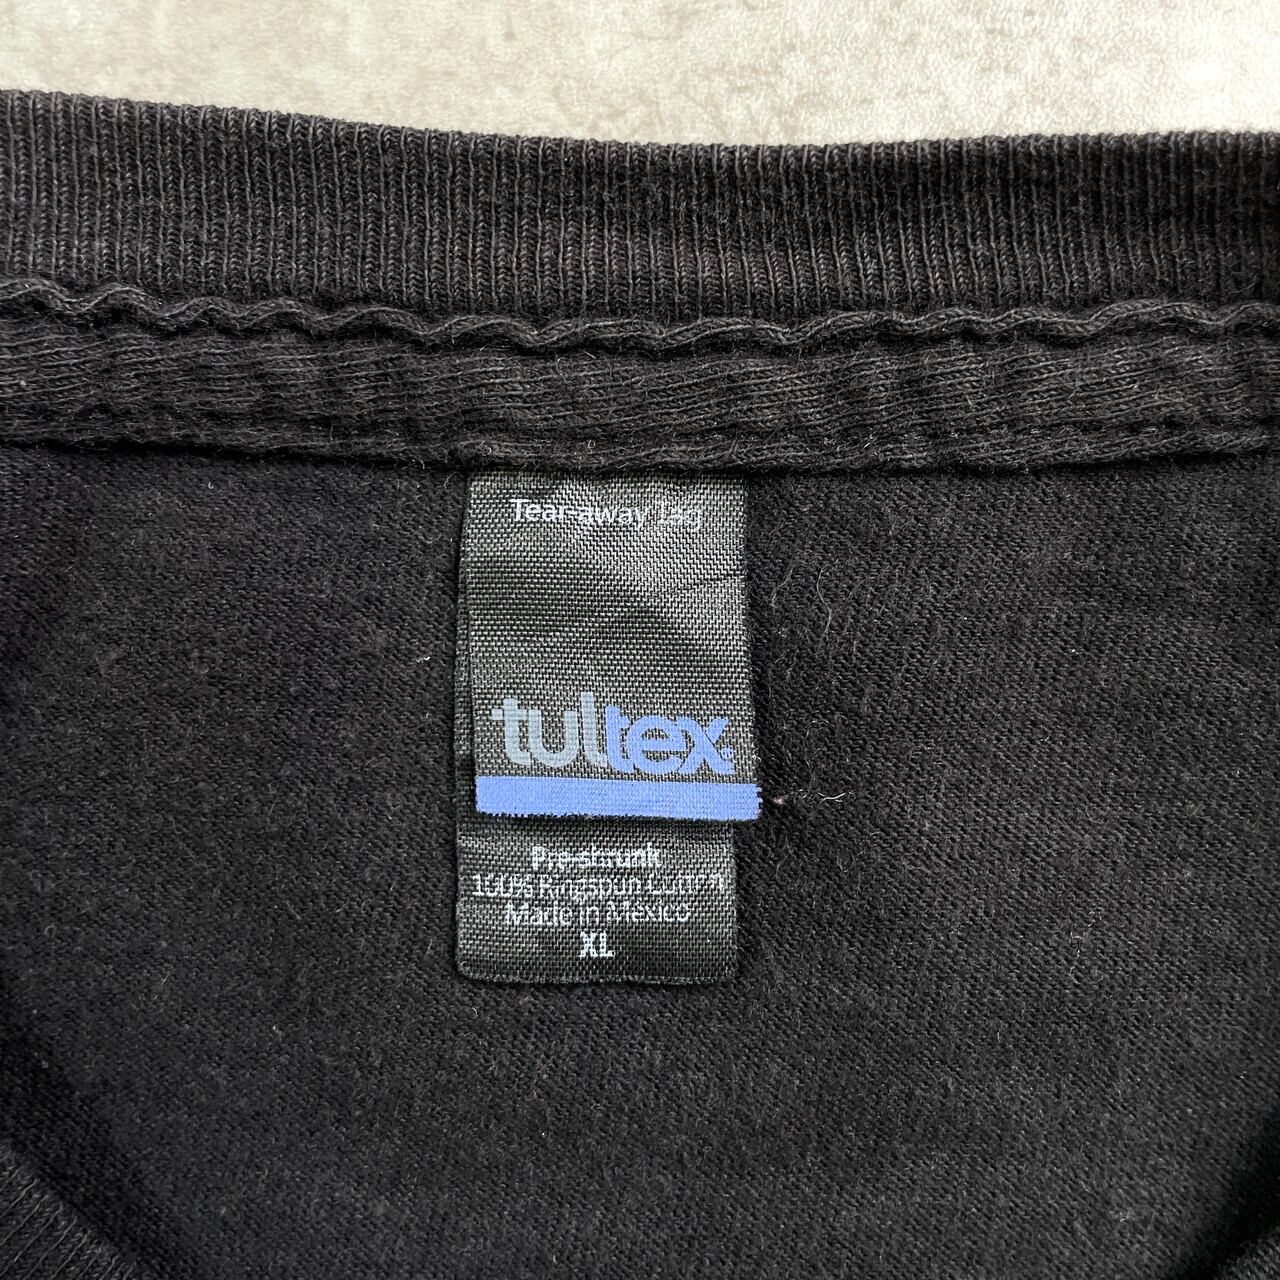 Tear-away Tag
tultex
Pre-shrunk
100% Ringspun Cotton
Made in Mexico
XL